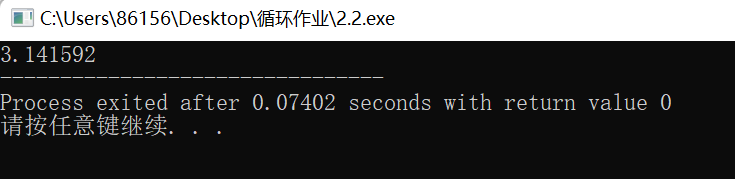 C:\Users\86156\Desktop\循环作业\2.2.exe
3.141592
--------------------------------
Process exited after 0.07402 seconds with return value 0
请按任意键继续. . .